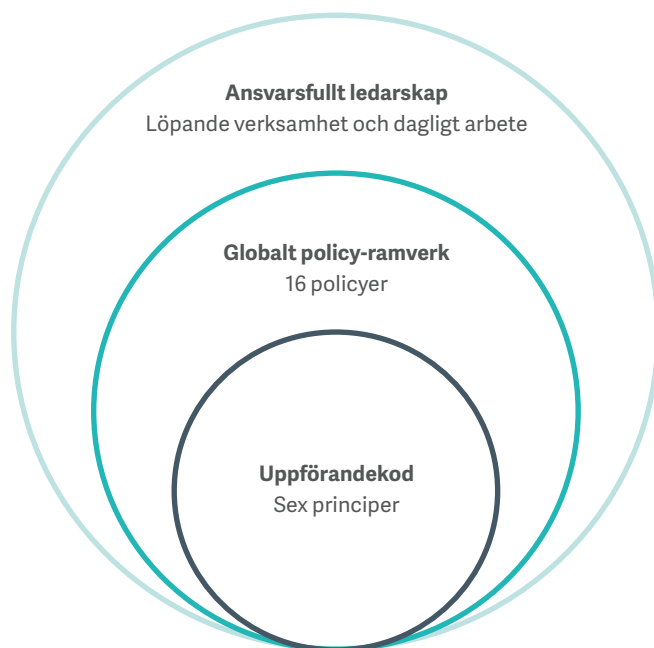 Ansvarsfullt ledarskap
Löpande verksamhet och dagligt arbete
Globalt policy-ramverk
16 policyer
Uppförandekod
Sex principer